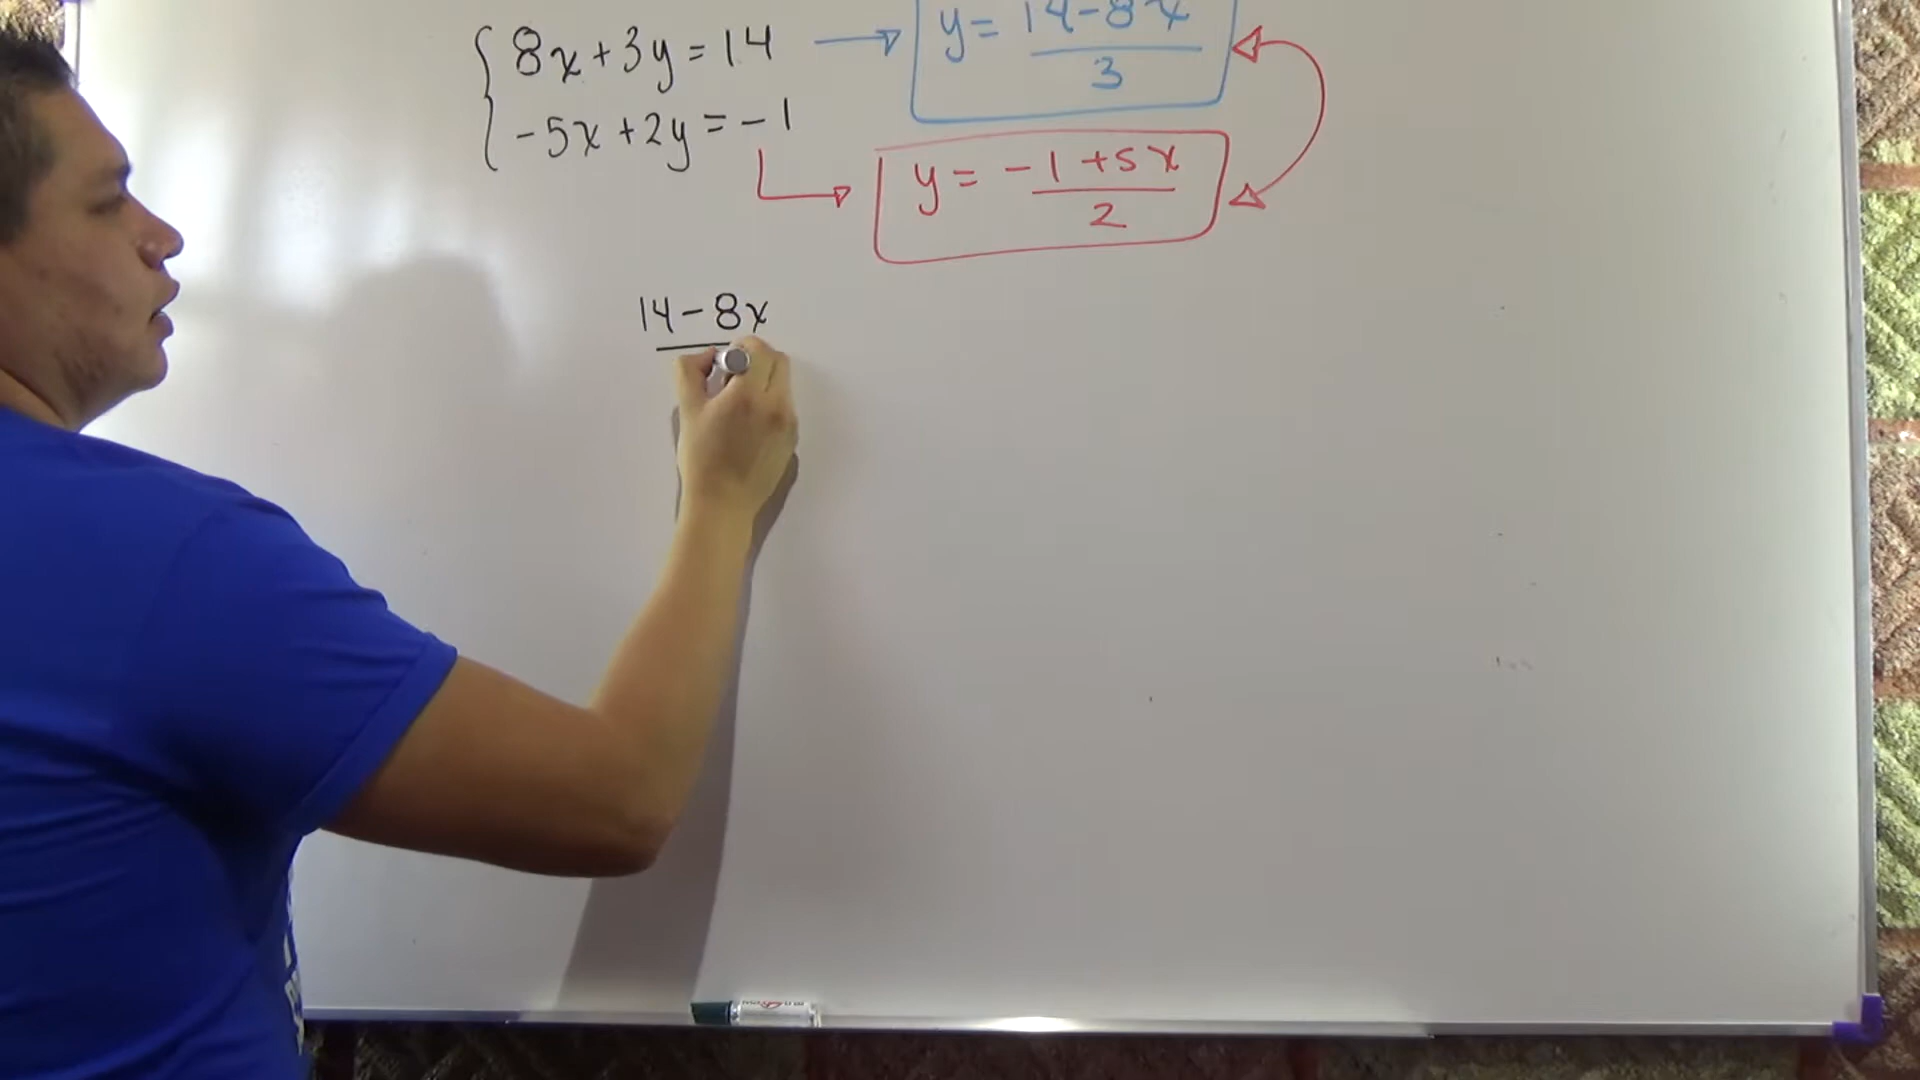 8x+3y=14
y= 14-8x
3
-5x+2y=-1
y= -1+5x
2
14-8x